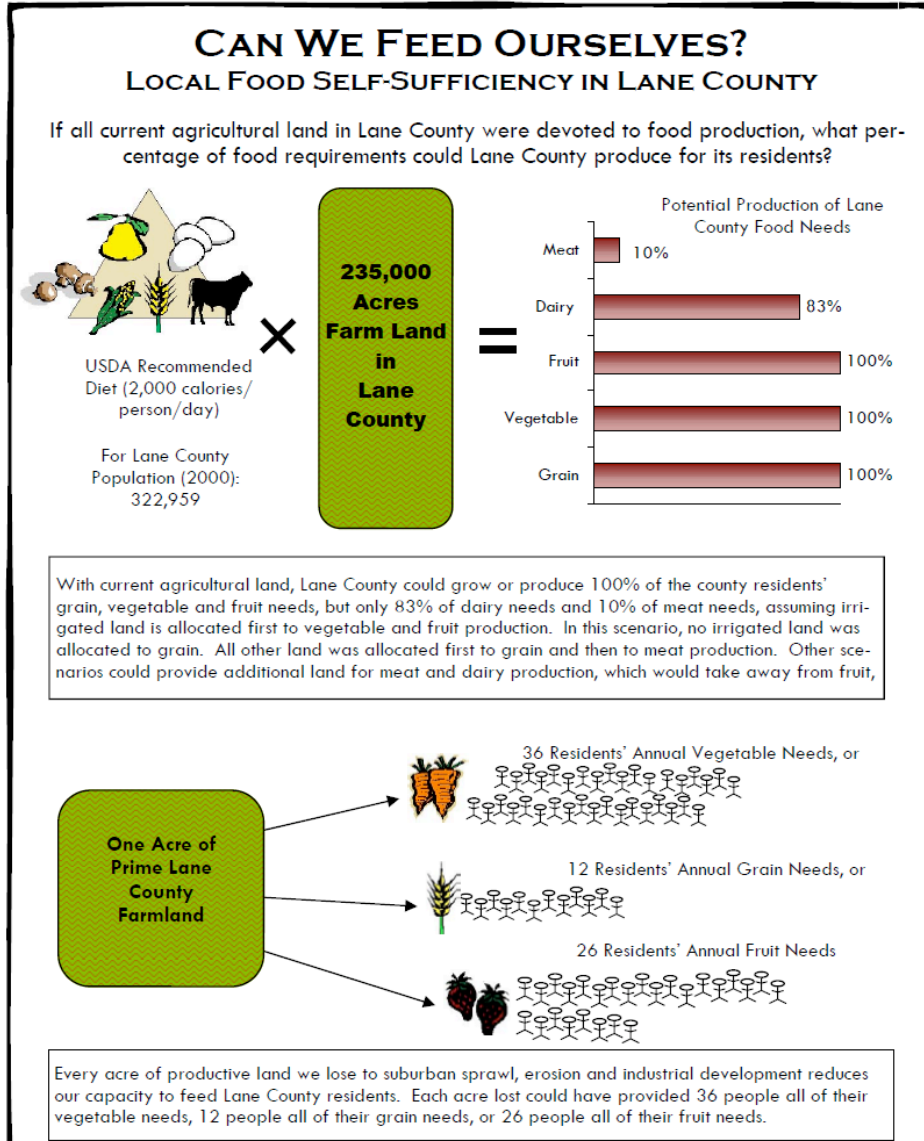 CAN WE FEED OURSELVES?
LOCAL FOOD SELF-SUFFICIENCY IN LANE COUNTY
If all current agricultural land in Lane County were devoted to food production, what per-
centage of food requirements could Lane County produce for its residents?
USDA Recommended
Diet (2,000 calories/
person/day)
For Lane County
Population (2000):
322,959
×
235,000
Acres
Farm Land
in
Lane
County
=
Potential Production of Lane
County Food Needs
Meat 10%
Dairy 83%
Fruit 100%
Vegetable 100%
Grain 100%
With current agricultural land, Lane County could grow or produce 100% of the county residents'
grain, vegetable and fruit needs, but only 83% of dairy needs and 10% of meat needs, assuming irri-
gated land is allocated first to vegetable and fruit production. In this scenario, no irrigated land was
allocated to grain. All other land was allocated first to grain and then to meat production. Other sce-
narios could provide additional land for meat and dairy production, which would take away from fruit,
One Acre of
Prime Lane
County
Farmland
36 Residents' Annual Vegetable Needs, or
12 Residents' Annual Grain Needs, or
26 Residents' Annual Fruit Needs
Every acre of productive land we lose to suburban sprawl, erosion and industrial development reduces
our capacity to feed Lane County residents. Each acre lost could have provided 36 people all of their
vegetable needs, 12 people all of their grain needs, or 26 people all of their fruit needs.